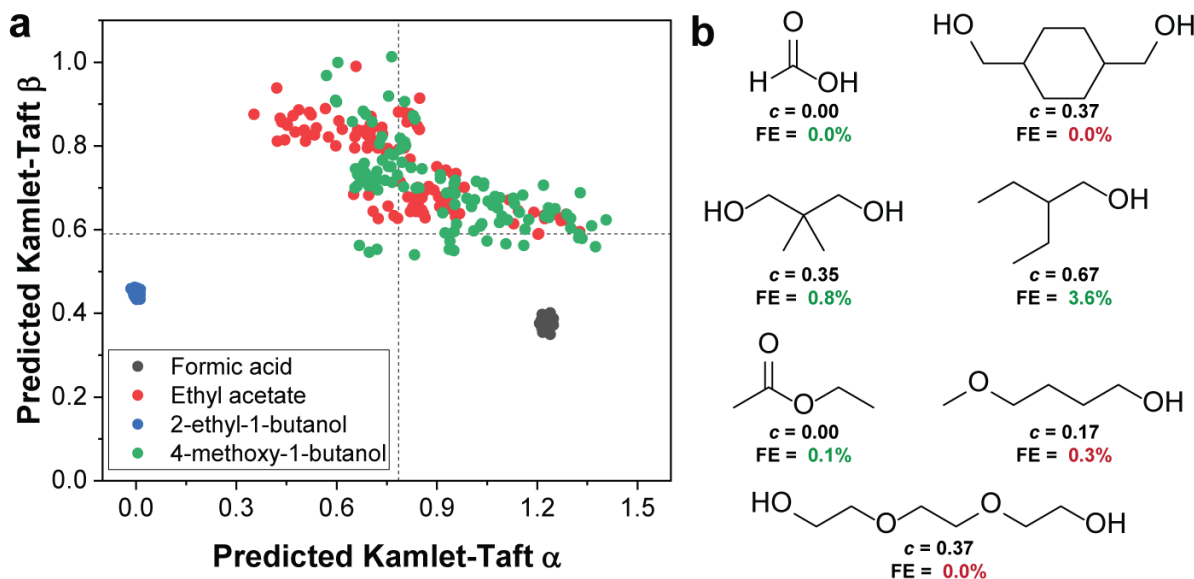 a
Predicted Kamlet-Taft β
1.0
0.8
0.6
0.4
0.2
0.0
Formic acid
Ethyl acetate
2-ethyl-1-butanol
4-methoxy-1-butanol
0.0 0.3 0.6 0.9 1.2 1.5
Predicted Kamlet-Taft α
b
O
H OH
c = 0.00
FE = 0.0%
HO OH
c = 0.37
FE = 0.0%
HO OH
c = 0.35
FE = 0.8%
OH
c = 0.67
FE = 3.6%
O
O
c = 0.00
FE = 0.1%
O OH
c = 0.17
FE = 0.3%
HO O O OH
c = 0.37
FE = 0.0%